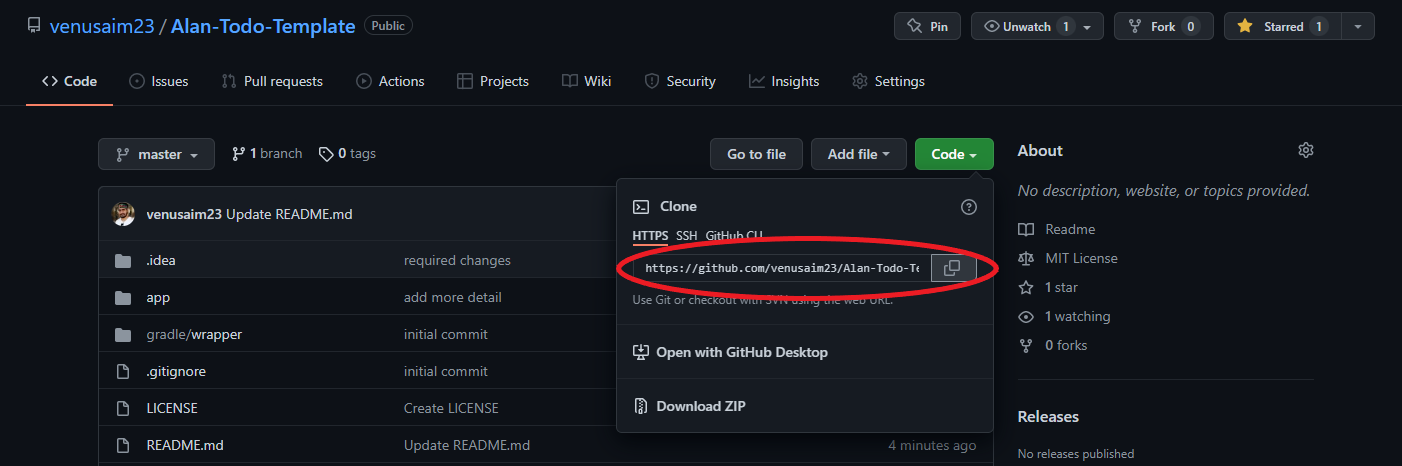 venusaim23 / Alan-Todo-Template Public
Pin Unwatch 1 Fork 0 Starred 1
Code Issues Pull requests Actions Projects Wiki Security Insights Settings
master 1 branch 0 tags Go to file Add file Code
venusaim23 Update README.md
.idea required changes
app add more detail
gradle/wrapper initial commit
.gitignore initial commit
LICENSE Create LICENSE
README.md Update README.md 4 minutes ago
Clone
HTTPS SSH GitHub CLI
https://github.com/venusaim23/Alan-Todo-Te
Use Git or checkout with SVN using the web URL.
Open with GitHub Desktop
Download ZIP
About
No description, website, or topics provided.
Readme
MIT License
1 star
1 watching
0 forks
Releases
No releases published